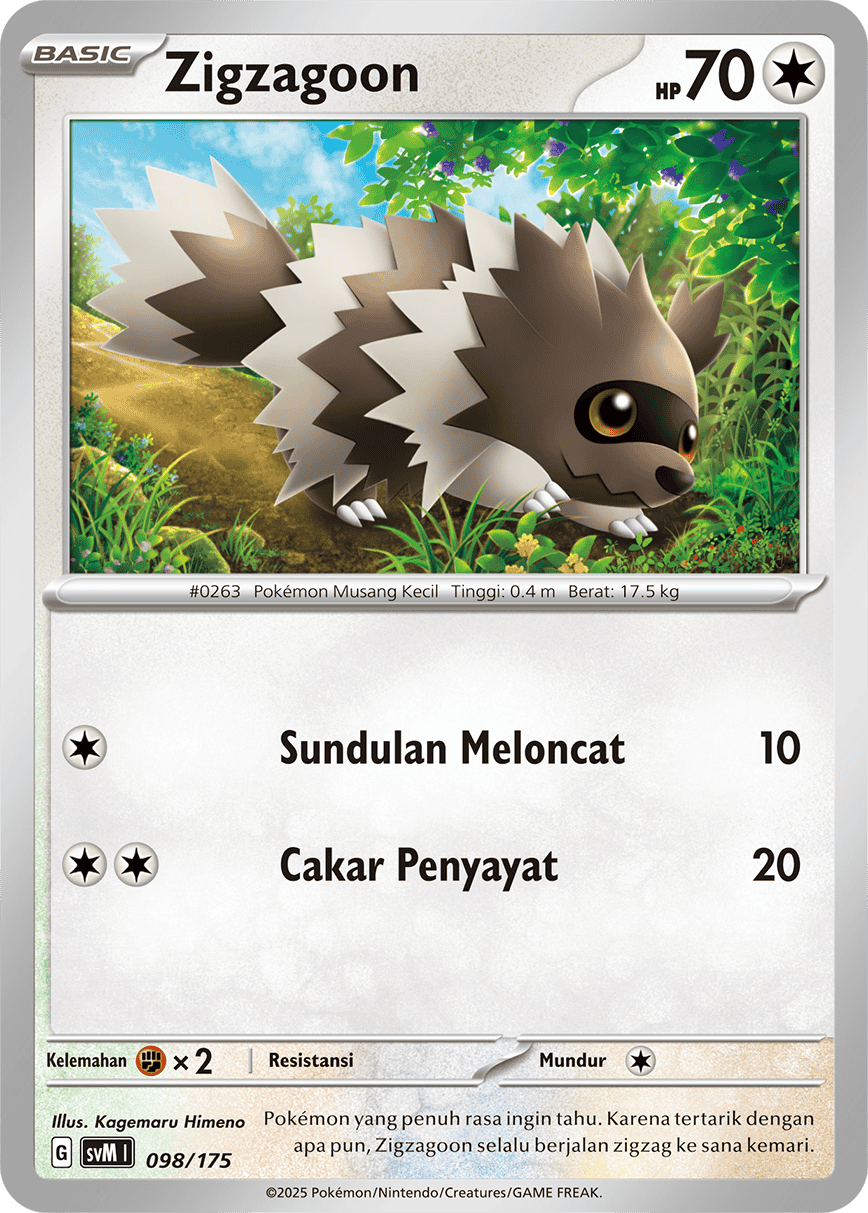 BASIC
Zigzagoon
HP 70
#0263 Pokémon Musang Kecil Tinggi: 0.4 m Berat: 17.5 kg
Sundulan Meloncat 10
Cakar Penyayat 20
Kelemahan ×2 Resistansi Mundur
Illus. Kagemaru Himeno
Pokémon yang penuh rasa ingin tahu. Karena tertarik dengan
apa pun, Zigzagoon selalu berjalan zigzag ke sana kemari.
G svM I 098/175
©2025 Pokémon/Nintendo/Creatures/GAME FREAK.